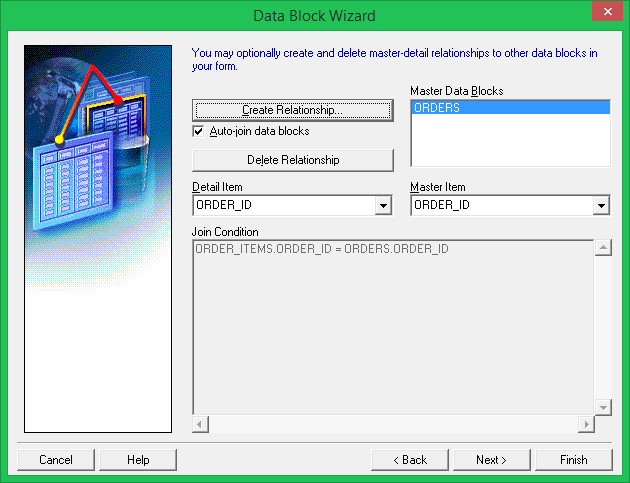 Data Block Wizard
You may optionally create and delete master-detail relationships to other data blocks in
your form.
Create Relationship...
Auto-join data blocks
Delete Relationship
Master Data Blocks
ORDERS
Detail Item
ORDER_ID
Master Item
ORDER_ID
Join Condition
ORDER_ITEMS.ORDER_ID = ORDERS.ORDER_ID
Cancel
Help
< Back
Next >
Finish